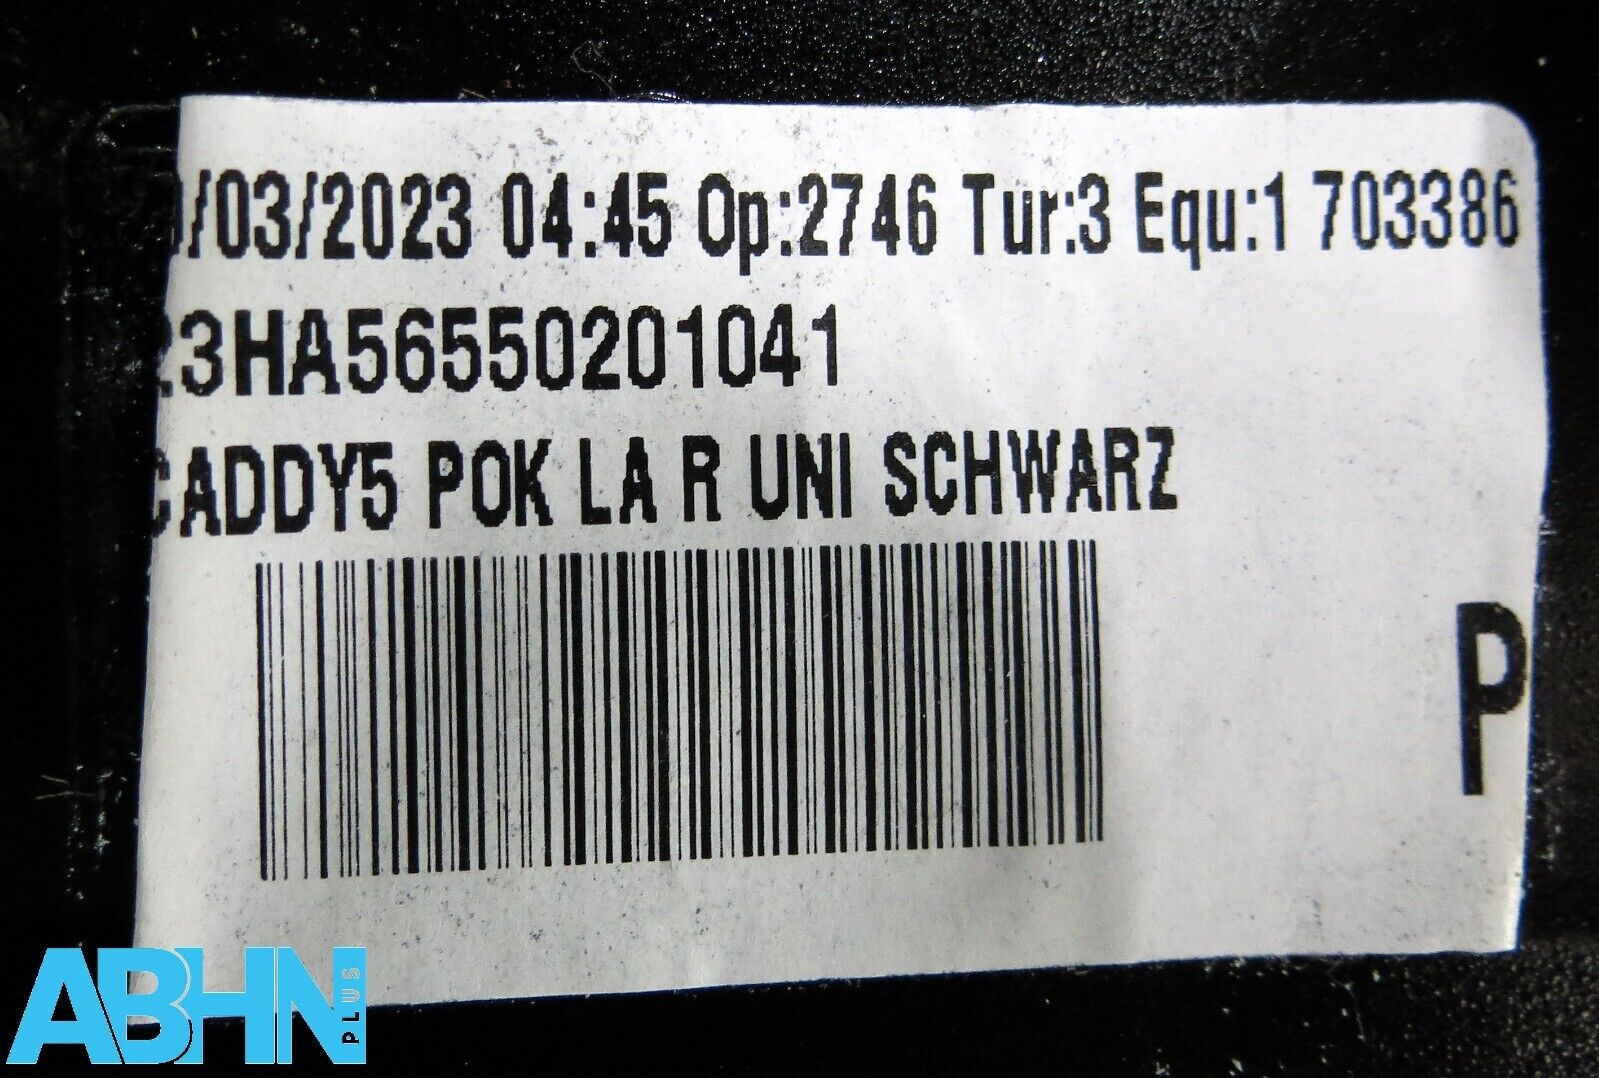 /03/2023 04:45 Op:2746 Tur:3 Equ:1 703386
.3HA56550201041
CADDY5 POK LA R UNI SCHWARZ
P
ABHN PLUS